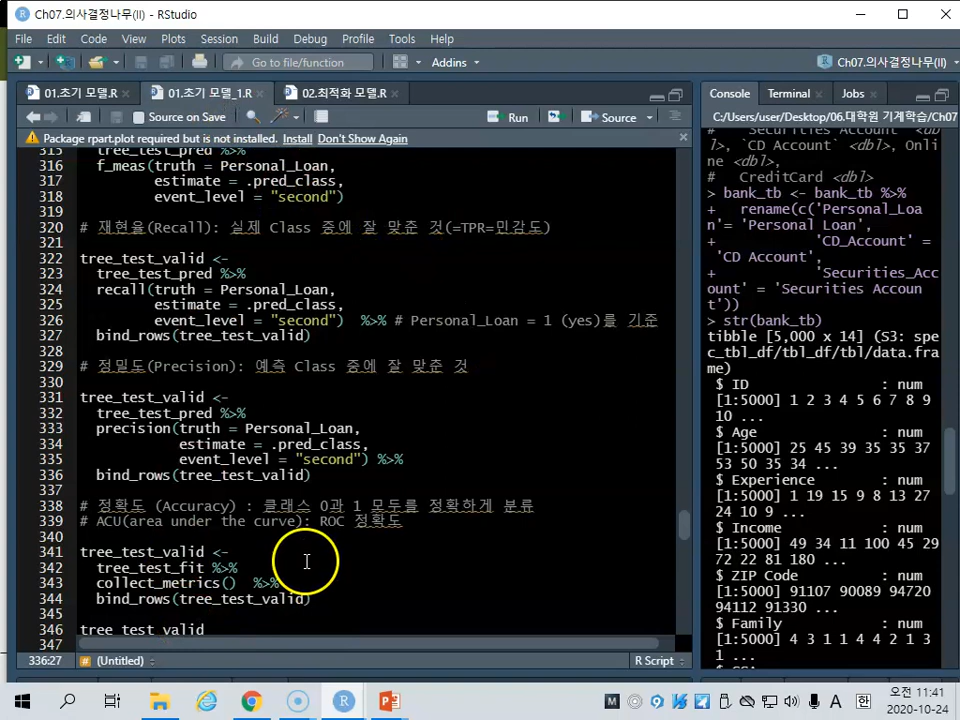 Ch07.의사결정나무(II) - RStudio
File Edit Code View Plots Session Build Debug Profile Tools Help
Go to file/function
Addins
Ch07.의사결정나무(II)
01.초기 모델.R
01.초기 모델_1.R
02.최적화 모델.R
Source on Save
Run
Source
Package rpart.plot required but is not installed. Install Don't Show Again
315 tree_test_pred %>%
316 f_meas(truth = Personal_Loan,
317 estimate = .pred_class,
318 event_level = "second")
319
320 # 재현율(Recall): 실제 Class 중에 잘 맞춘 것(=TPR=민감도)
321
322 tree_test_valid <-
323 tree_test_pred %>%
324 recall(truth = Personal_Loan,
325 estimate = .pred_class,
326 event_level = "second") %>% # Personal_Loan = 1 (yes)를 기준
327 bind_rows(tree_test_valid)
328
329 # 정밀도(Precision): 예측 Class 중에 잘 맞춘 것
330
331 tree_test_valid <-
332 tree_test_pred %>%
333 precision(truth = Personal_Loan,
334 estimate = .pred_class,
335 event_level = "second") %>%
336 bind_rows(tree_test_valid)
337
338 # 정확도 (Accuracy) : 클래스 0과 1 모두를 정확하게 분류
339 # ACU(area under the curve): ROC 정확도
340
341 tree_test_valid <-
342 tree_test_fit %>%
343 collect_metrics() %>%
344 bind_rows(tree_test_valid)
345
346 tree_test_valid
347
336:27 # (Untitled) R Script
Console Terminal Jobs
C:/Users/user/Desktop/06.대학원 기계학습/Ch07
# Securities Account <db
l>, `CD Account` <dbl>, Onli
ne <dbl>,
# CreditCard <dbl>
> bank_tb <- bank_tb %>%
+ rename(c('Personal_Loa
n'= 'Personal Loan',
+ 'CD_Account' =
'CD Account',
+ 'Securities_Acc
ount' = 'Securities Accoun
t'))
> str(bank_tb)
tibble [5,000 x 14] (S3: spe
c_tbl_df/tbl_df/tbl/data.fra
me)
$ ID : num
[1:5000] 1 2 3 4 5 6 7 8 9
10 ...
$ Age : num
[1:5000] 25 45 39 35 35 37
53 50 35 34 ...
$ Experience : num
[1:5000] 1 19 15 9 8 13 27
24 10 9 ...
$ Income : num
[1:5000] 49 34 11 100 45 29
72 22 81 180 ...
$ ZIP Code : num
[1:5000] 91107 90089 94720
94112 91330 ...
$ Family : num
[1:5000] 4 3 1 1 4 4 2 1 3
1 ...
A 한
오전 11:41
2020-10-24